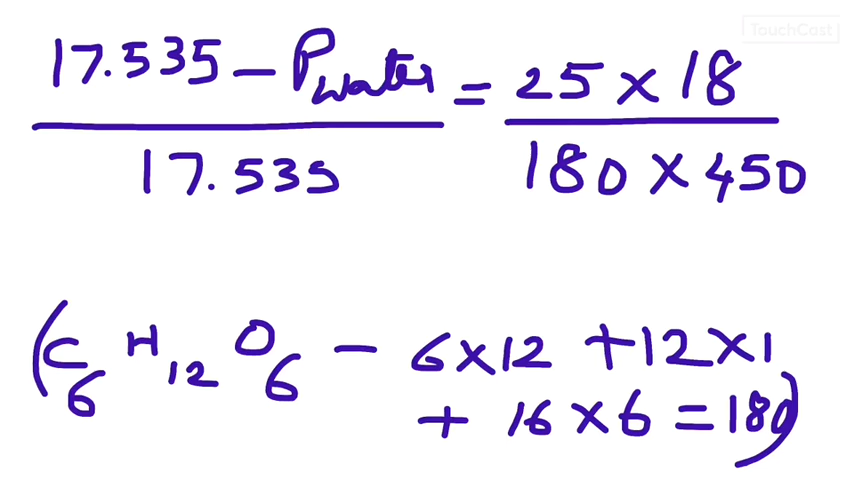 TouchCast
17.535 - Pwater = 25 × 18
17.535 180 × 450
(C6 H12 O6 - 6×12 + 12×1
+ 16×6 = 180)